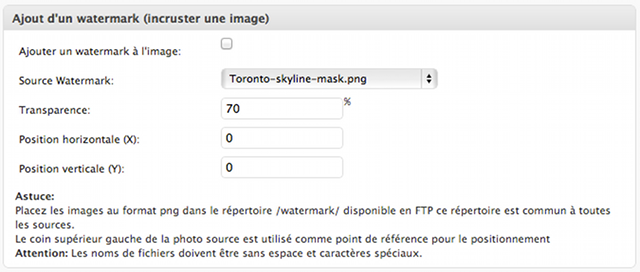 Ajout d'un watermark (incruster une image)
Ajouter un watermark à l'image:
Source Watermark: Toronto-skyline-mask.png
Transparence: 70 %
Position horizontale (X): 0
Position verticale (Y): 0
Astuce:
Placez les images au format png dans le répertoire /watermark/ disponible en FTP ce répertoire est commun à toutes
les sources.
Le coin supérieur gauche de la photo source est utilisé comme point de référence pour le positionnement
Attention: Les noms de fichiers doivent être sans espace et caractères spéciaux.